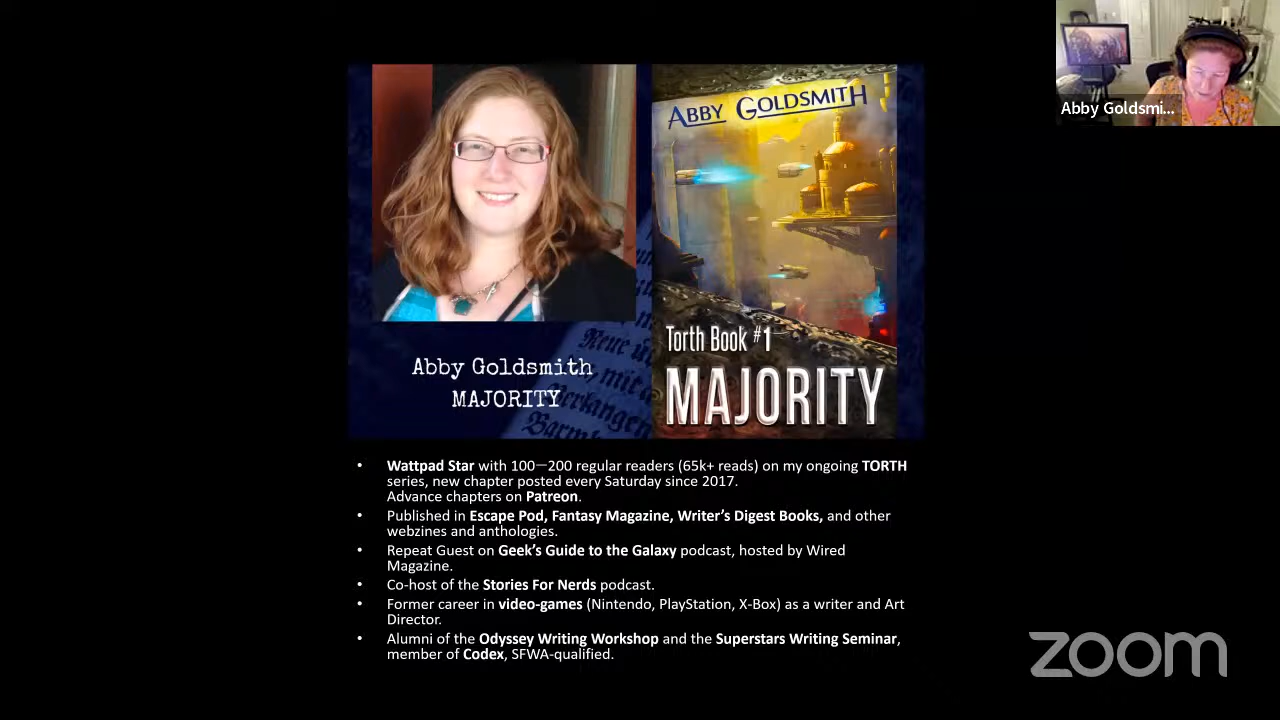 Abby Goldsmi...
ABBY GOLDSMITH
Torth Book #1
MAJORITY
Abby Goldsmith
MAJORITY
Neue
mit
Verlangen
• Wattpad Star with 100—200 regular readers (65k+ reads) on my ongoing TORTH
series, new chapter posted every Saturday since 2017.
Advance chapters on Patreon.
• Published in Escape Pod, Fantasy Magazine, Writer's Digest Books, and other
webzines and anthologies.
• Repeat Guest on Geek's Guide to the Galaxy podcast, hosted by Wired
Magazine.
• Co-host of the Stories For Nerds podcast.
• Former career in video-games (Nintendo, PlayStation, X-Box) as a writer and Art
Director.
• Alumni of the Odyssey Writing Workshop and the Superstars Writing Seminar,
member of Codex, SFWA-qualified.
zoom